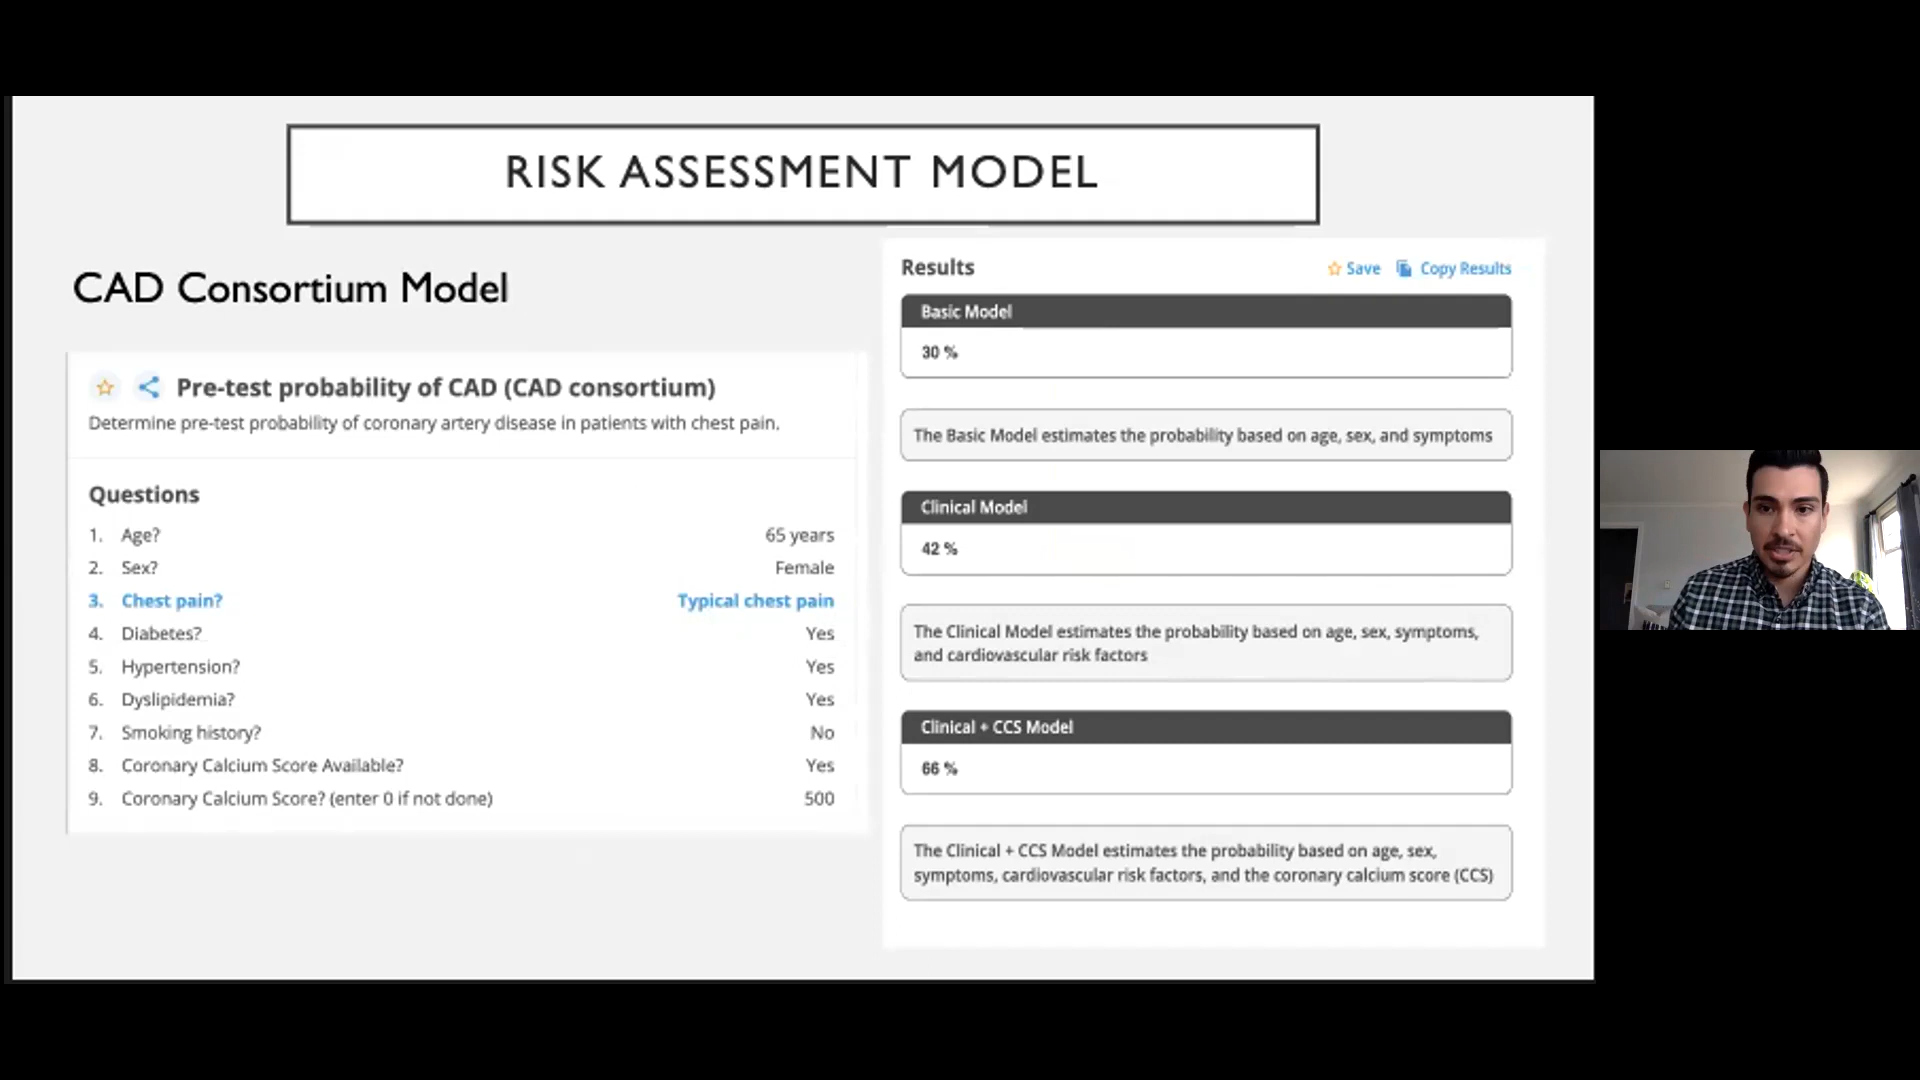 RISK ASSESSMENT MODEL
CAD Consortium Model
Pre-test probability of CAD (CAD consortium)
Determine pre-test probability of coronary artery disease in patients with chest pain.
Questions
1. Age? 65 years
2. Sex? Female
3. Chest pain? Typical chest pain
4. Diabetes? Yes
5. Hypertension? Yes
6. Dyslipidemia? Yes
7. Smoking history? No
8. Coronary Calcium Score Available? Yes
9. Coronary Calcium Score? (enter 0 if not done) 500
Results Save Copy Results
Basic Model
30 %
The Basic Model estimates the probability based on age, sex, and symptoms
Clinical Model
42 %
The Clinical Model estimates the probability based on age, sex, symptoms,
and cardiovascular risk factors
Clinical + CCS Model
66 %
The Clinical + CCS Model estimates the probability based on age, sex,
symptoms, cardiovascular risk factors, and the coronary calcium score (CCS)